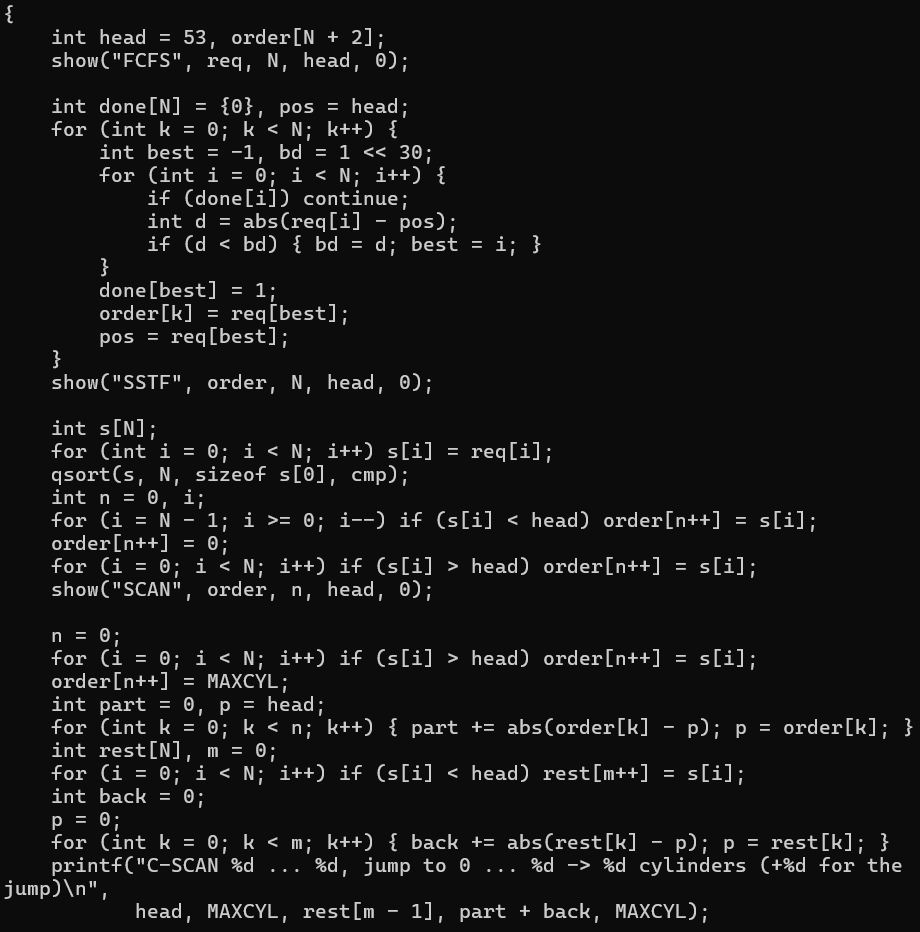 {
    int head = 53, order[N + 2];
    show("FCFS", req, N, head, 0);

    int done[N] = {0}, pos = head;
    for (int k = 0; k < N; k++) {
        int best = -1, bd = 1 << 30;
        for (int i = 0; i < N; i++) {
            if (done[i]) continue;
            int d = abs(req[i] - pos);
            if (d < bd) { bd = d; best = i; }
        }
        done[best] = 1;
        order[k] = req[best];
        pos = req[best];
    }
    show("SSTF", order, N, head, 0);

    int s[N];
    for (int i = 0; i < N; i++) s[i] = req[i];
    qsort(s, N, sizeof s[0], cmp);
    int n = 0, i;
    for (i = N - 1; i >= 0; i--) if (s[i] < head) order[n++] = s[i];
    order[n++] = 0;
    for (i = 0; i < N; i++) if (s[i] > head) order[n++] = s[i];
    show("SCAN", order, n, head, 0);

    n = 0;
    for (i = 0; i < N; i++) if (s[i] > head) order[n++] = s[i];
    order[n++] = MAXCYL;
    int part = 0, p = head;
    for (int k = 0; k < n; k++) { part += abs(order[k] - p); p = order[k]; }
    int rest[N], m = 0;
    for (i = 0; i < N; i++) if (s[i] < head) rest[m++] = s[i];
    int back = 0;
    p = 0;
    for (int k = 0; k < m; k++) { back += abs(rest[k] - p); p = rest[k]; }
    printf("C-SCAN %d ... %d, jump to 0 ... %d -> %d cylinders (+%d for the
jump)\n",
           head, MAXCYL, rest[m - 1], part + back, MAXCYL);